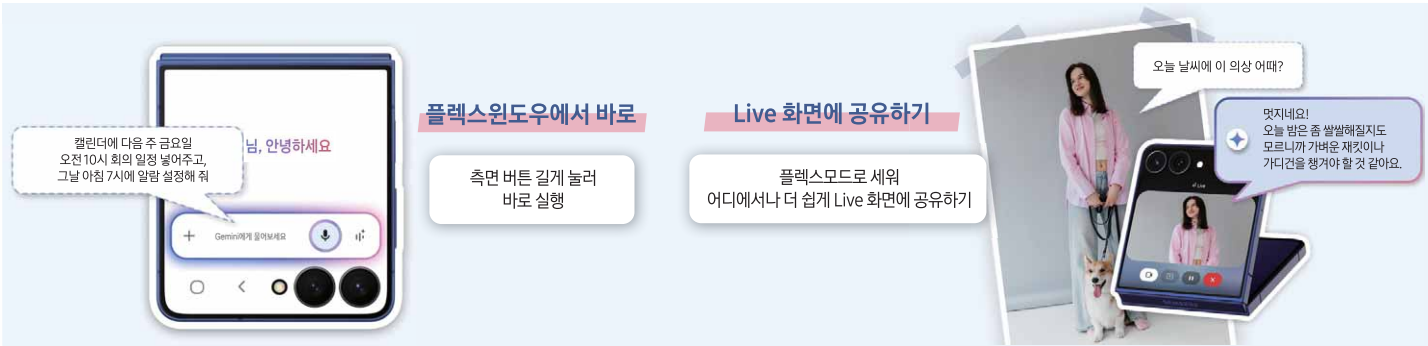 캘린더에 다음 주 금요일
오전 10시 회의 일정 넣어주고,
그날 아침 7시에 알람 설정해 줘
님, 안녕하세요
Gemini에게 물어보세요
플렉스윈도우에서 바로
측면 버튼 길게 눌러
바로 실행
Live 화면에 공유하기
플렉스모드로 세워
어디에서나 더 쉽게 Live 화면에 공유하기
오늘 날씨에 이 의상 어때?
멋지네요!
오늘 밤은 좀 쌀쌀해질지도
모르니까 가벼운 재킷이나
가디건을 챙겨야 할 것 같아요.
Live